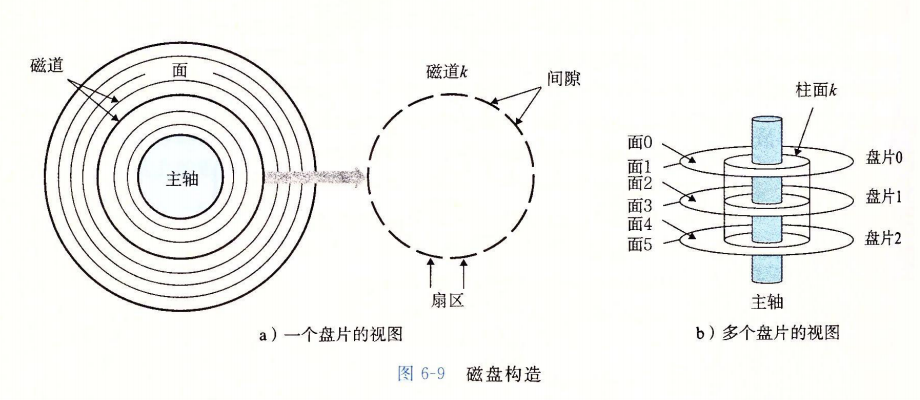 磁道
面
主轴
磁道k
间隙
扇区
a）一个盘片的视图
柱面k
面0
面1
面2
面3
面4
面5
盘片0
盘片1
盘片2
主轴
b）多个盘片的视图
图 6-9 磁盘构造